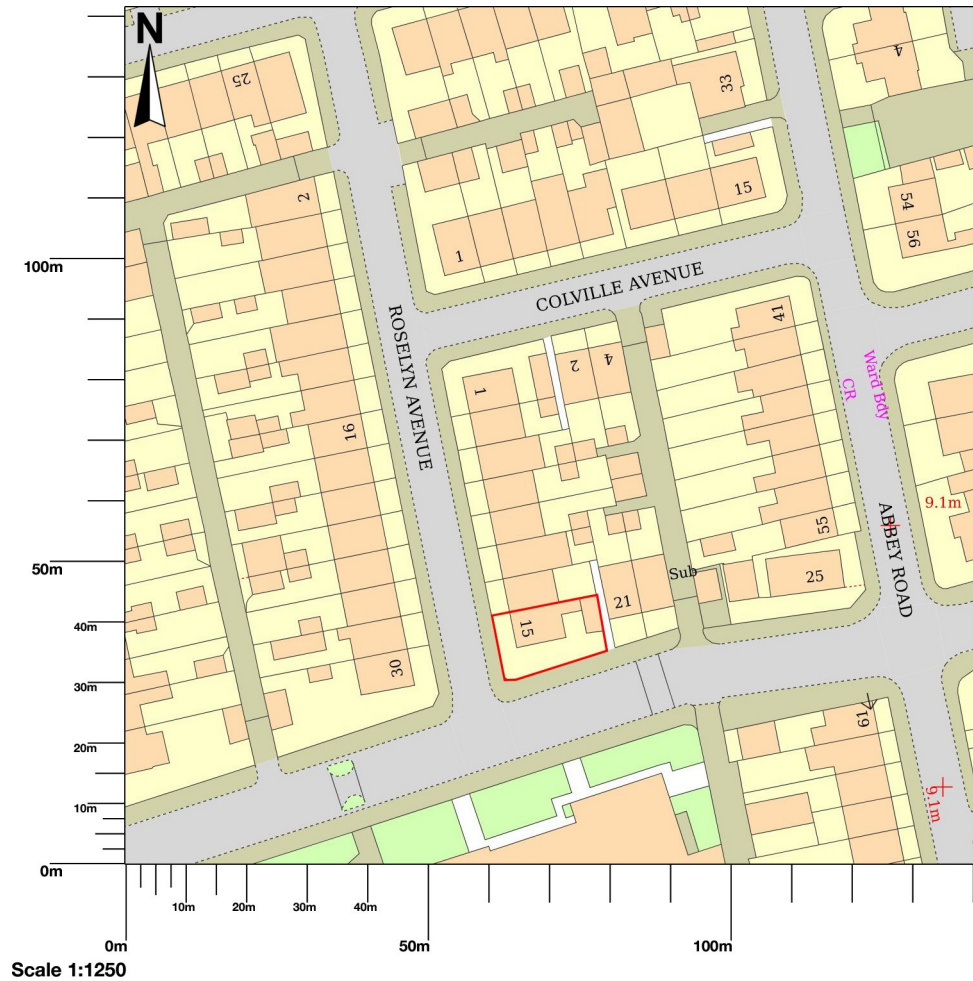 N
25
33
4
2
1
15
54
56
100m
COLVILLE AVENUE
ROSELYN AVENUE
41
1
2
4
Ward Bdy
CR
16
9.1m
ABBEY ROAD
55
50m
Sub
25
21
40m
15
30
30m
61
20m
9.1m
10m
0m
10m
20m
30m
40m
0m
50m
100m
Scale 1:1250